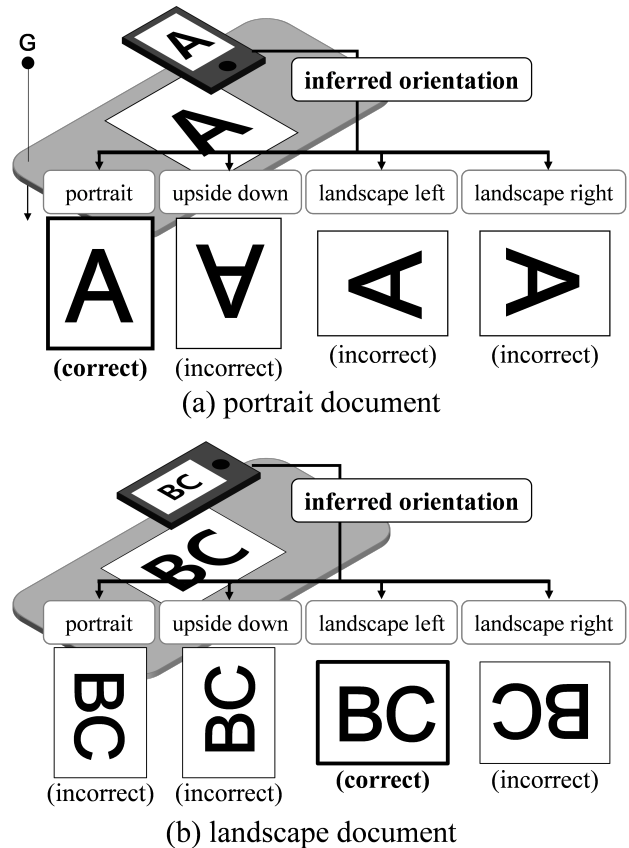 G
A
inferred orientation
A
portrait upside down landscape left landscape right
A A A A
(correct) (incorrect) (incorrect) (incorrect)
(a) portrait document
BC
inferred orientation
BC
portrait upside down landscape left landscape right
BC BC BC BC
(incorrect) (incorrect) (correct) (incorrect)
(b) landscape document